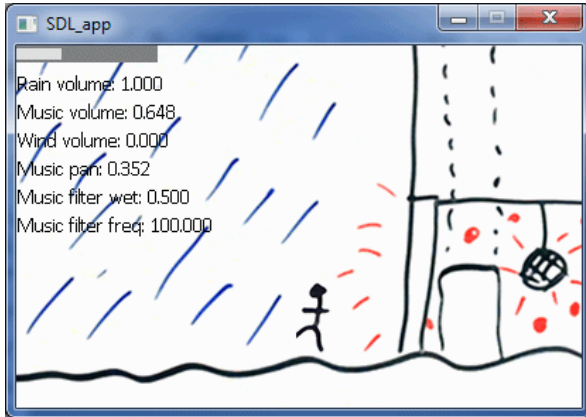 SDL_app
Rain volume: 1.000
Music volume: 0.648
Wind volume: 0.000
Music pan: 0.352
Music filter wet: 0.500
Music filter freq: 100.000